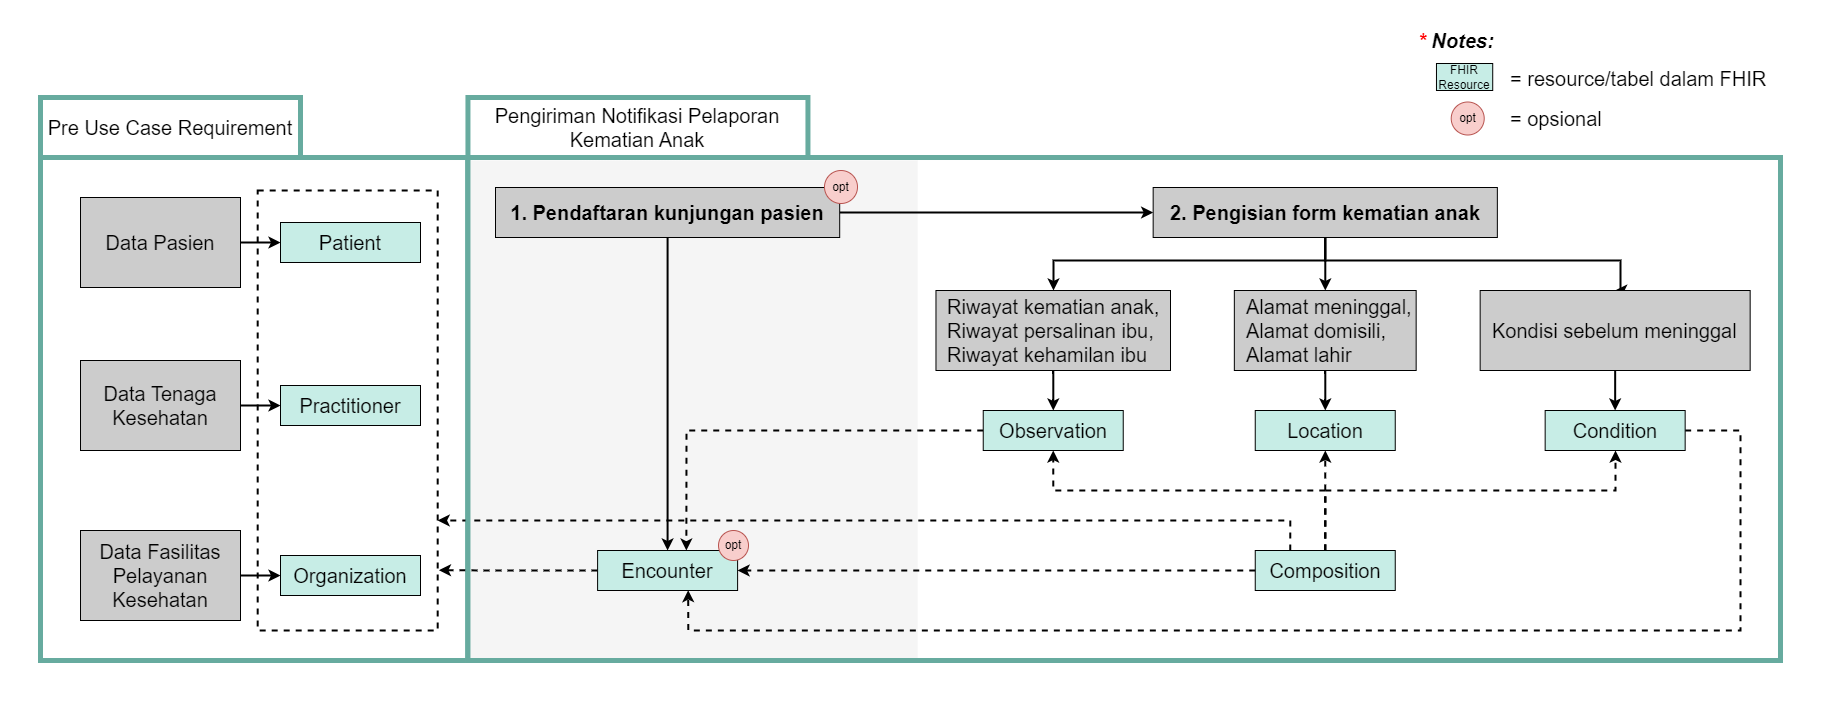 * Notes:
FHIR
Resource
= resource/tabel dalam FHIR
opt
= opsional
Pre Use Case Requirement
Pengiriman Notifikasi Pelaporan
Kematian Anak
Data Pasien
Patient
Data Tenaga
Kesehatan
Practitioner
Data Fasilitas
Pelayanan
Kesehatan
Organization
1. Pendaftaran kunjungan pasien
opt
2. Pengisian form kematian anak
Riwayat kematian anak,
Riwayat persalinan ibu,
Riwayat kehamilan ibu
Alamat meninggal,
Alamat domisili,
Alamat lahir
Kondisi sebelum meninggal
Observation
Location
Condition
Encounter
opt
Composition